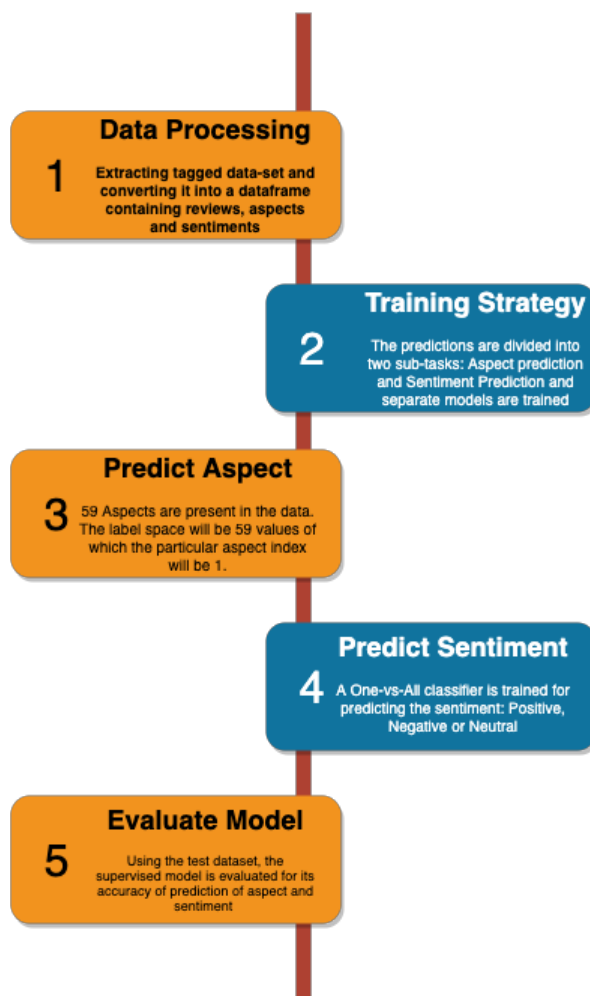 Data Processing
1
Extracting tagged data-set and
converting it into a dataframe
containing reviews, aspects
and sentiments
Training Strategy
2
The predictions are divided into
two sub-tasks: Aspect prediction
and Sentiment Prediction and
separate models are trained
Predict Aspect
3
59 Aspects are present in the data.
The label space will be 59 values of
which the particular aspect index
will be 1.
Predict Sentiment
4
A One-vs-All classifier is trained for
predicting the sentiment: Positive,
Negative or Neutral
Evaluate Model
5
Using the test dataset, the
supervised model is evaluated for its
accuracy of prediction of aspect and
sentiment